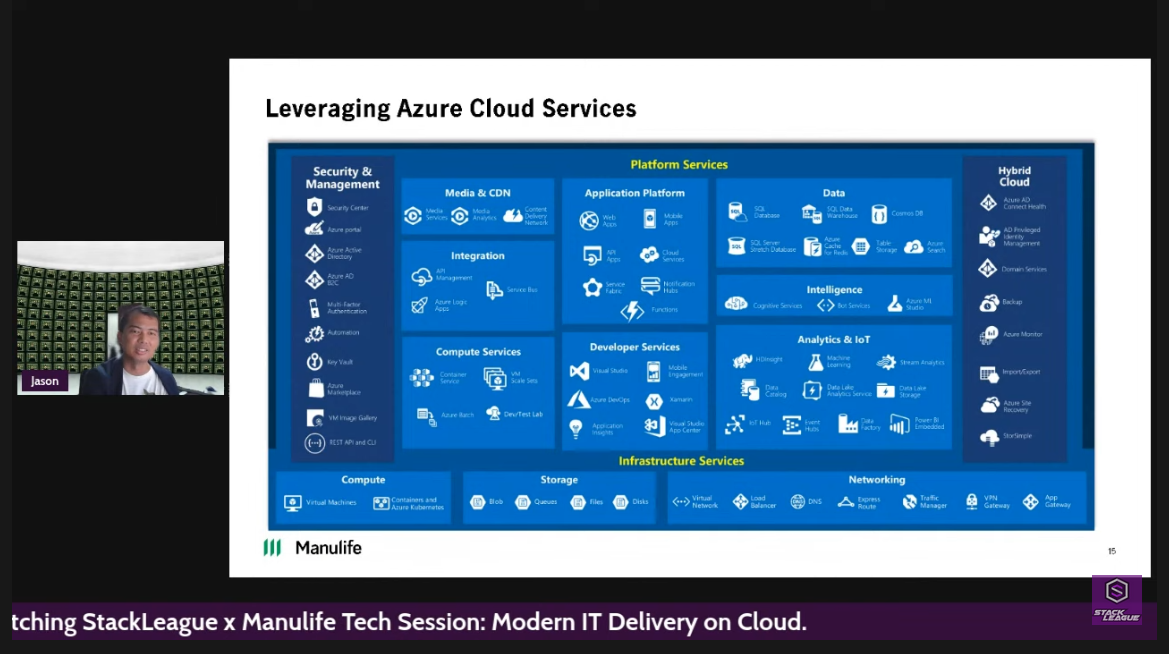 Leveraging Azure Cloud Services
Platform Services
Security &
Management
Security Center
Azure portal
Azure Active
Directory
Azure AD
B2C
Multi-Factor
Authentication
Automation
Key Vault
Azure
Marketplace
VM Image Gallery
REST API and CLI
Media & CDN
Media
Services
Media
Analytics
Content
Delivery
Network
Integration
API
Management
Service Bus
Azure Logic
Apps
Compute Services
Container
Service
VM
Scale Sets
Azure Batch
Dev/Test Lab
Application Platform
Web
Apps
Mobile
Apps
API
Apps
Cloud
Services
Service
Fabric
Notification
Hubs
Functions
Developer Services
Visual Studio
Mobile
Engagement
Azure DevOps
Xamarin
Application
Insights
Visual Studio
App Center
Data
SQL
Database
SQL Data
Warehouse
Cosmos DB
SQL Server
Stretch Database
Azure
Cache
for Redis
Table
Storage
Azure
Search
Intelligence
Cognitive Services
Bot Services
Azure ML
Studio
Analytics & IoT
HDInsight
Machine
Learning
Stream Analytics
Data
Catalog
Data Lake
Analytics Service
Data Lake
Storage
IoT Hub
Event
Hubs
Data
Factory
Power BI
Embedded
Hybrid
Cloud
Azure AD
Connect Health
AD Privileged
Identity
Management
Domain Services
Backup
Azure Monitor
Import/Export
Azure Site
Recovery
StorSimple
Infrastructure Services
Compute
Virtual Machines
Containers and
Azure Kubernetes
Storage
Blob
Queues
Files
Disks
Networking
Virtual
Network
Load
Balancer
DNS
Express
Route
Traffic
Manager
VPN
Gateway
App
Gateway
Jason
Manulife
15
tching StackLeague x Manulife Tech Session: Modern IT Delivery on Cloud.
STACK
LEAGUE